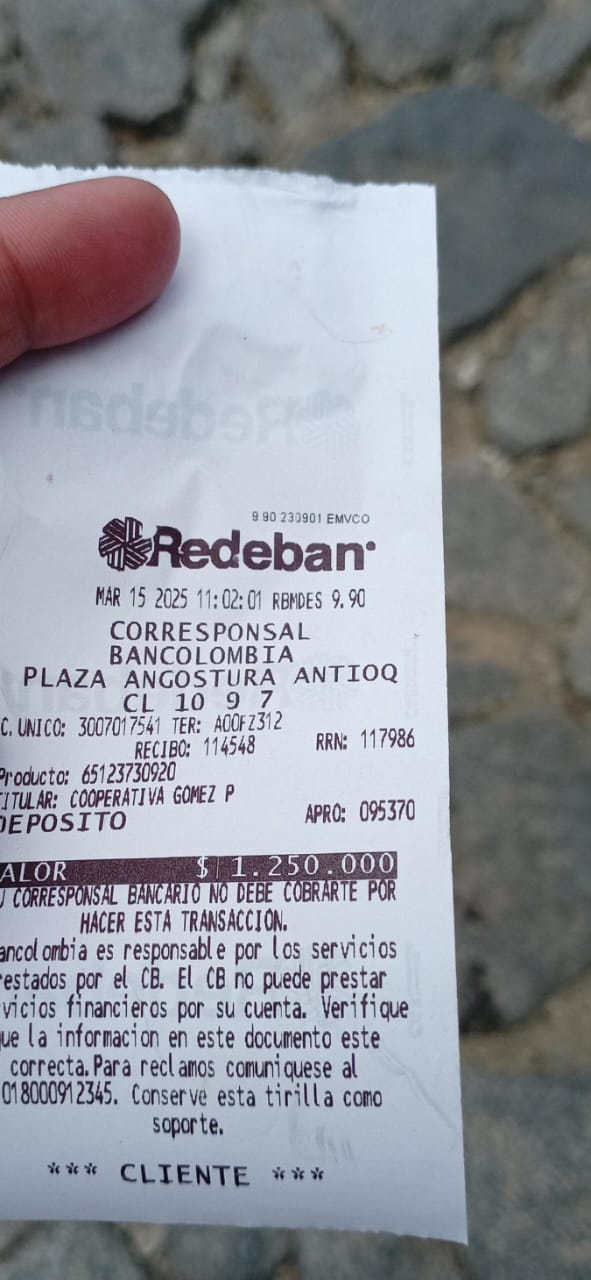 9 90 230901 EMVCO
Redeban
MAR 15 2025 11:02:01 RBMDES 9.90
CORRESPONSAL
BANCOLOMBIA
PLAZA ANGOSTURA ANTIOQ
CL 10 9 7
C. UNICO: 3007017541 TER: A00FZ312
RECIBO: 114548 RRN: 117986
Producto: 65123730920
TITULAR: COOPERATIVA GOMEZ P
DEPOSITO APRO: 095370
ALOR $ 1.250.000
U CORRESPONSAL BANCARIO NO DEBE COBRARTE POR
HACER ESTA TRANSACCION.
ancolombia es responsable por los servicios
restados por el CB. El CB no puede prestar
rvicios financieros por su cuenta. Verifique
ue la informacion en este documento este
correcta.Para reclamos comuniquese al
018000912345. Conserve esta tirilla como
soporte.
*** CLIENTE ***